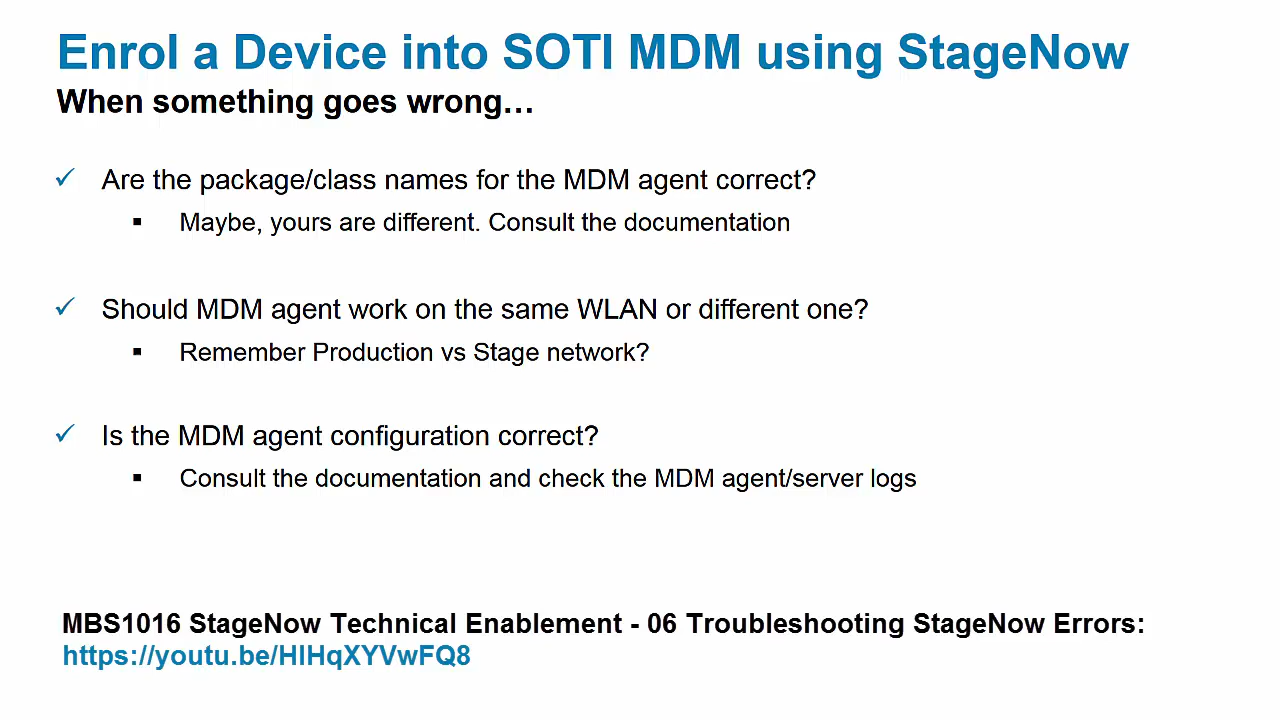 Enrol a Device into SOTI MDM using StageNow
When something goes wrong…
✓ Are the package/class names for the MDM agent correct?
▪ Maybe, yours are different. Consult the documentation
✓ Should MDM agent work on the same WLAN or different one?
▪ Remember Production vs Stage network?
✓ Is the MDM agent configuration correct?
▪ Consult the documentation and check the MDM agent/server logs
MBS1016 StageNow Technical Enablement - 06 Troubleshooting StageNow Errors:
https://youtu.be/HIHqXYVwFQ8